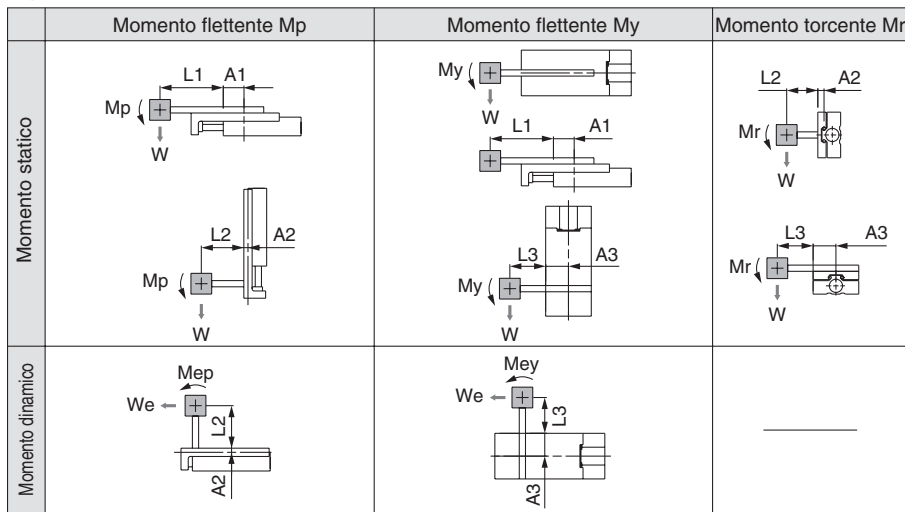 Momento flettente Mp
Momento flettente My
Momento torcente Mr
Momento statico
L1 A1
Mp
W
L2 A2
Mp
W
My
W
L1 A1
L3 A3
My
W
L2 A2
Mr
W
L3 A3
Mr
W
Momento dinamico
Mep
We
L2
A2
Mey
We
L3
A3